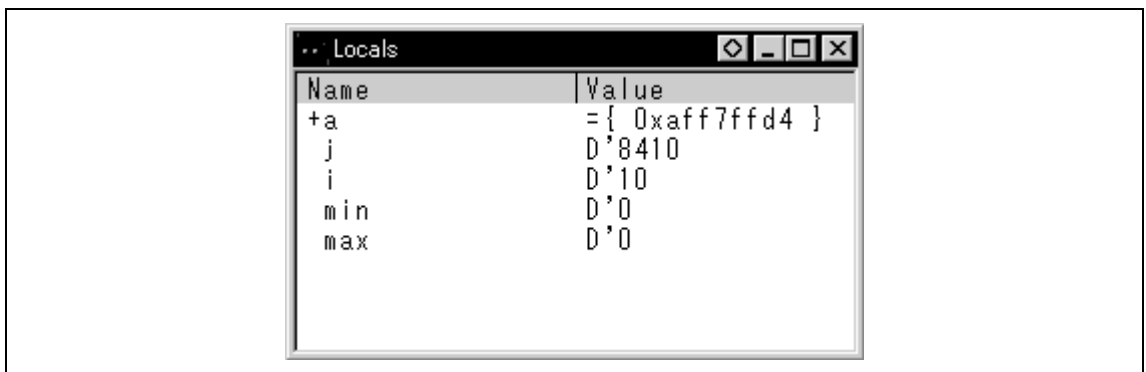 Locals
Name Value
+a ={ 0xaff7ffd4 }
j D'8410
i D'10
min D'0
max D'0